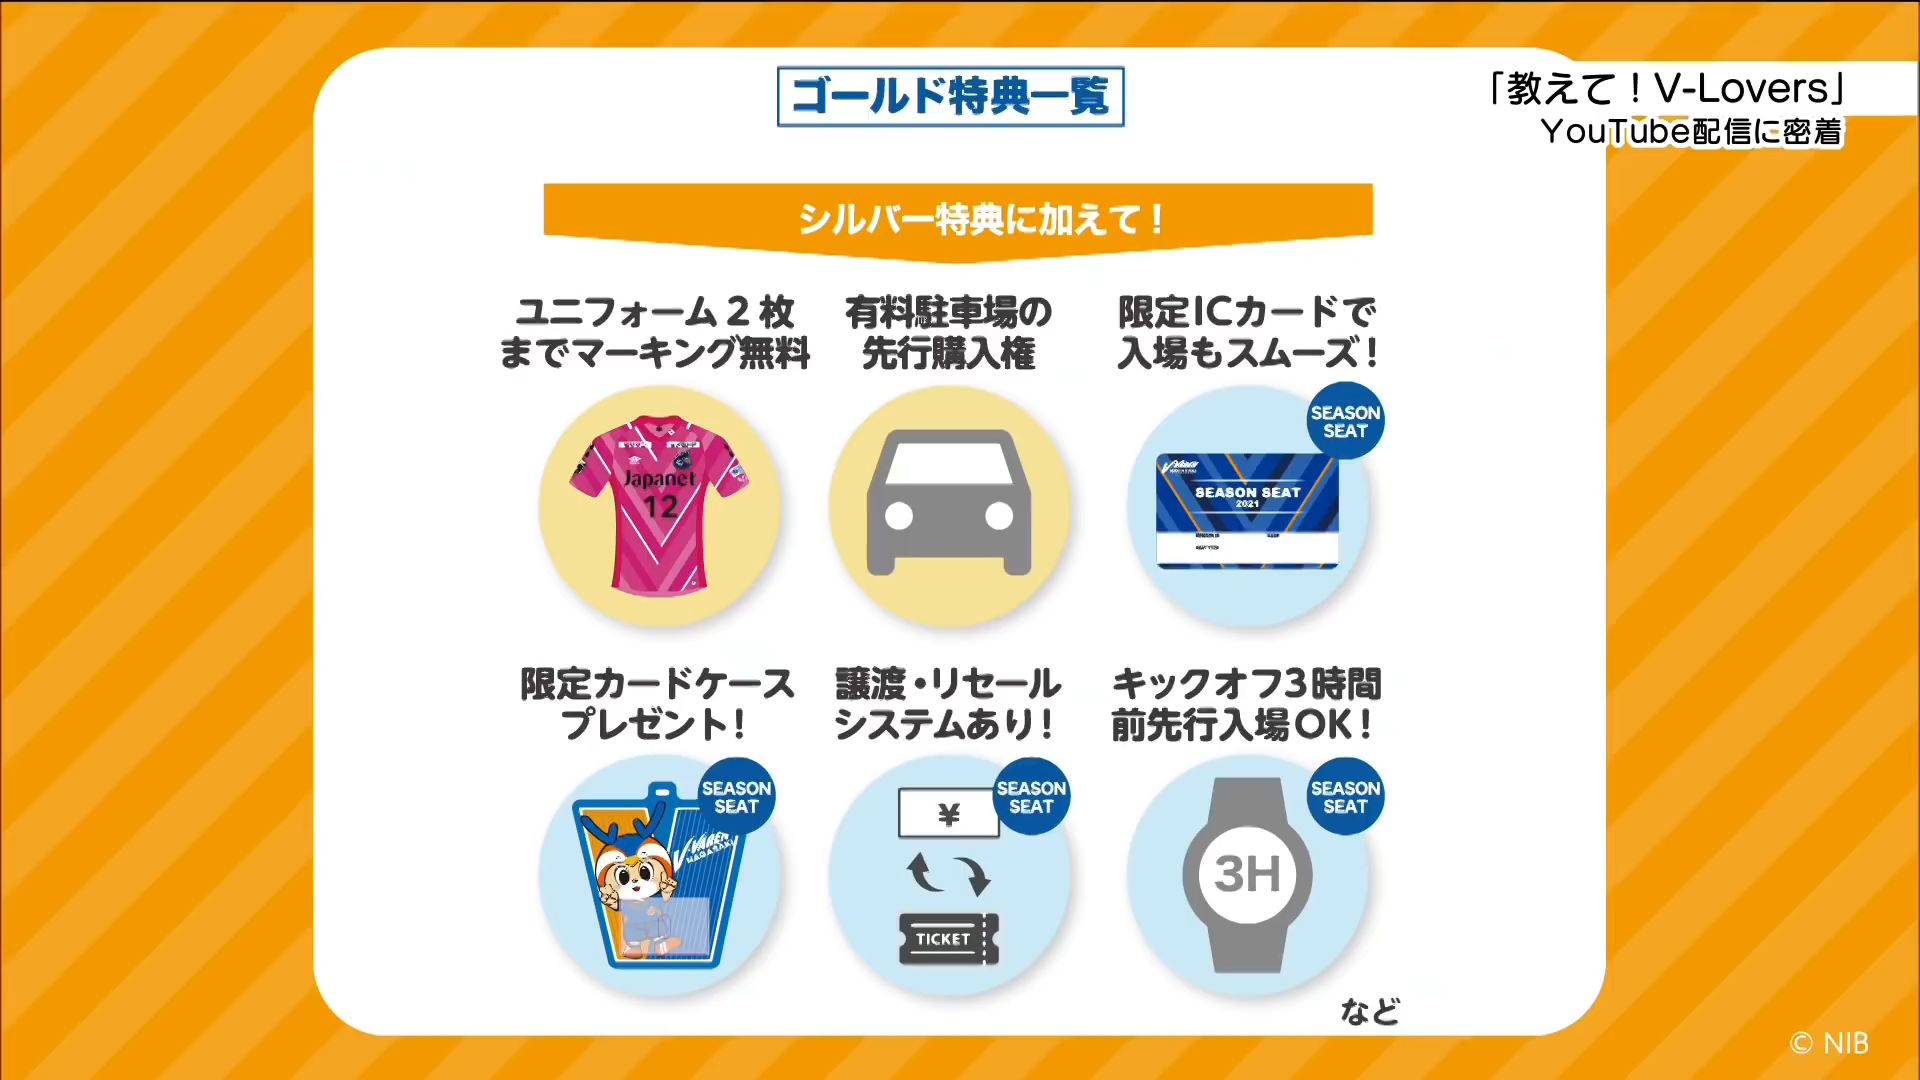 ゴールド特典一覧
「教えて！V-Lovers」
YouTube配信に密着
シルバー特典に加えて！
ユニフォーム2枚
までマーキング無料
有料駐車場の
先行購入権
限定ICカードで
入場もスムーズ！
Japanet
12
SEASON
SEAT
V·VAREN
SEASON SEAT
2021
限定カードケース
プレゼント！
譲渡・リセール
システムあり！
キックオフ3時間
前先行入場OK！
SEASON
SEAT
V·VAREN
NAGASAKI
SEASON
SEAT
¥
TICKET
SEASON
SEAT
3H
など
© NIB